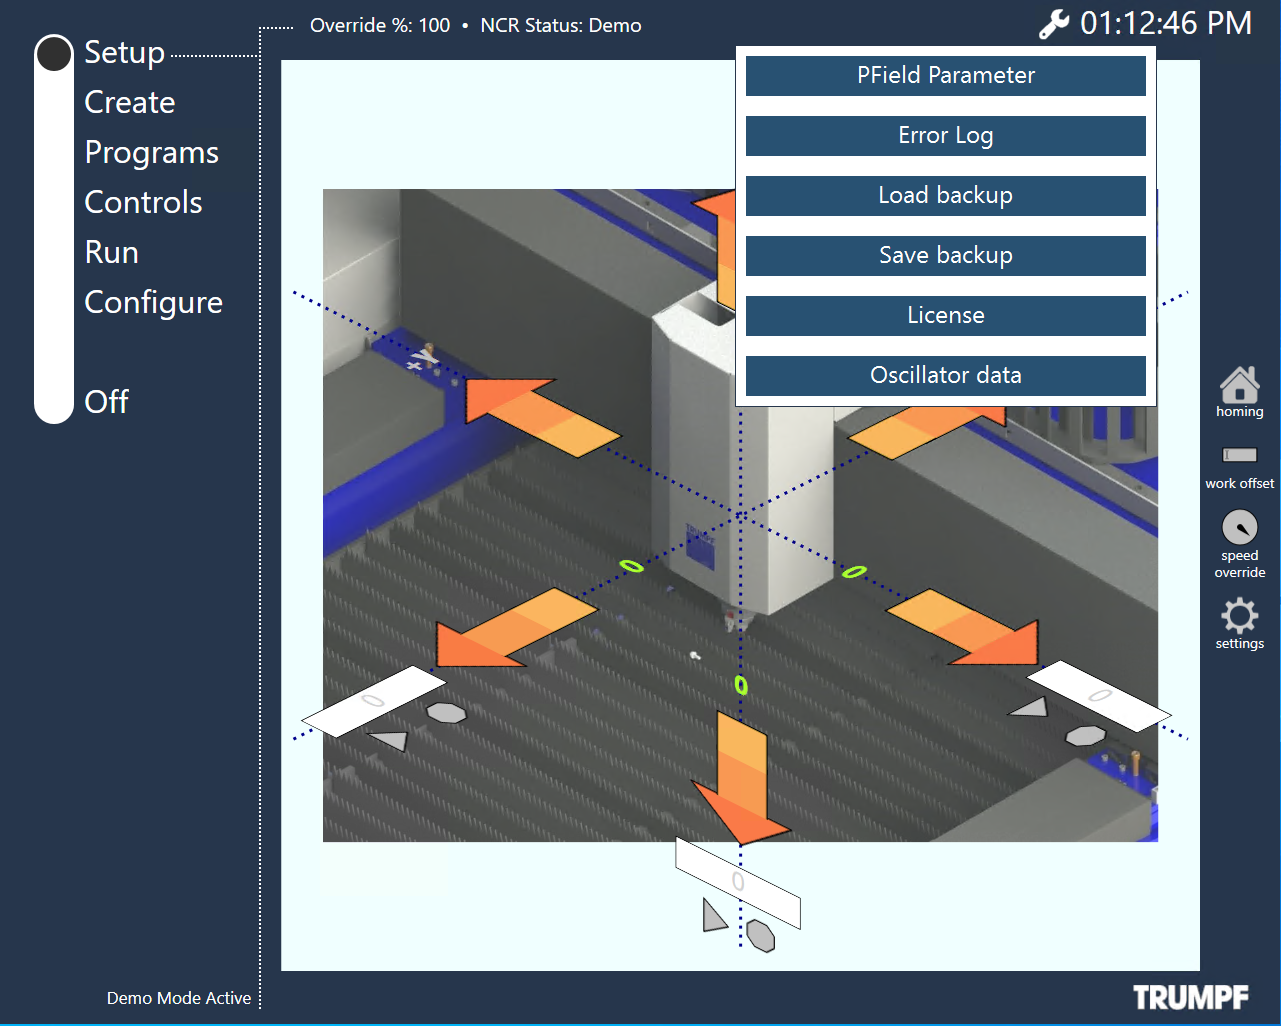 Override %: 100 • NCR Status: Demo
01:12:46 PM
Setup
Create
Programs
Controls
Run
Configure
Off
PField Parameter
Error Log
Load backup
Save backup
License
Oscillator data
+Y
TRUMPF
0
0
0
0
0
0
homing
work offset
speed
override
settings
Demo Mode Active
TRUMPF